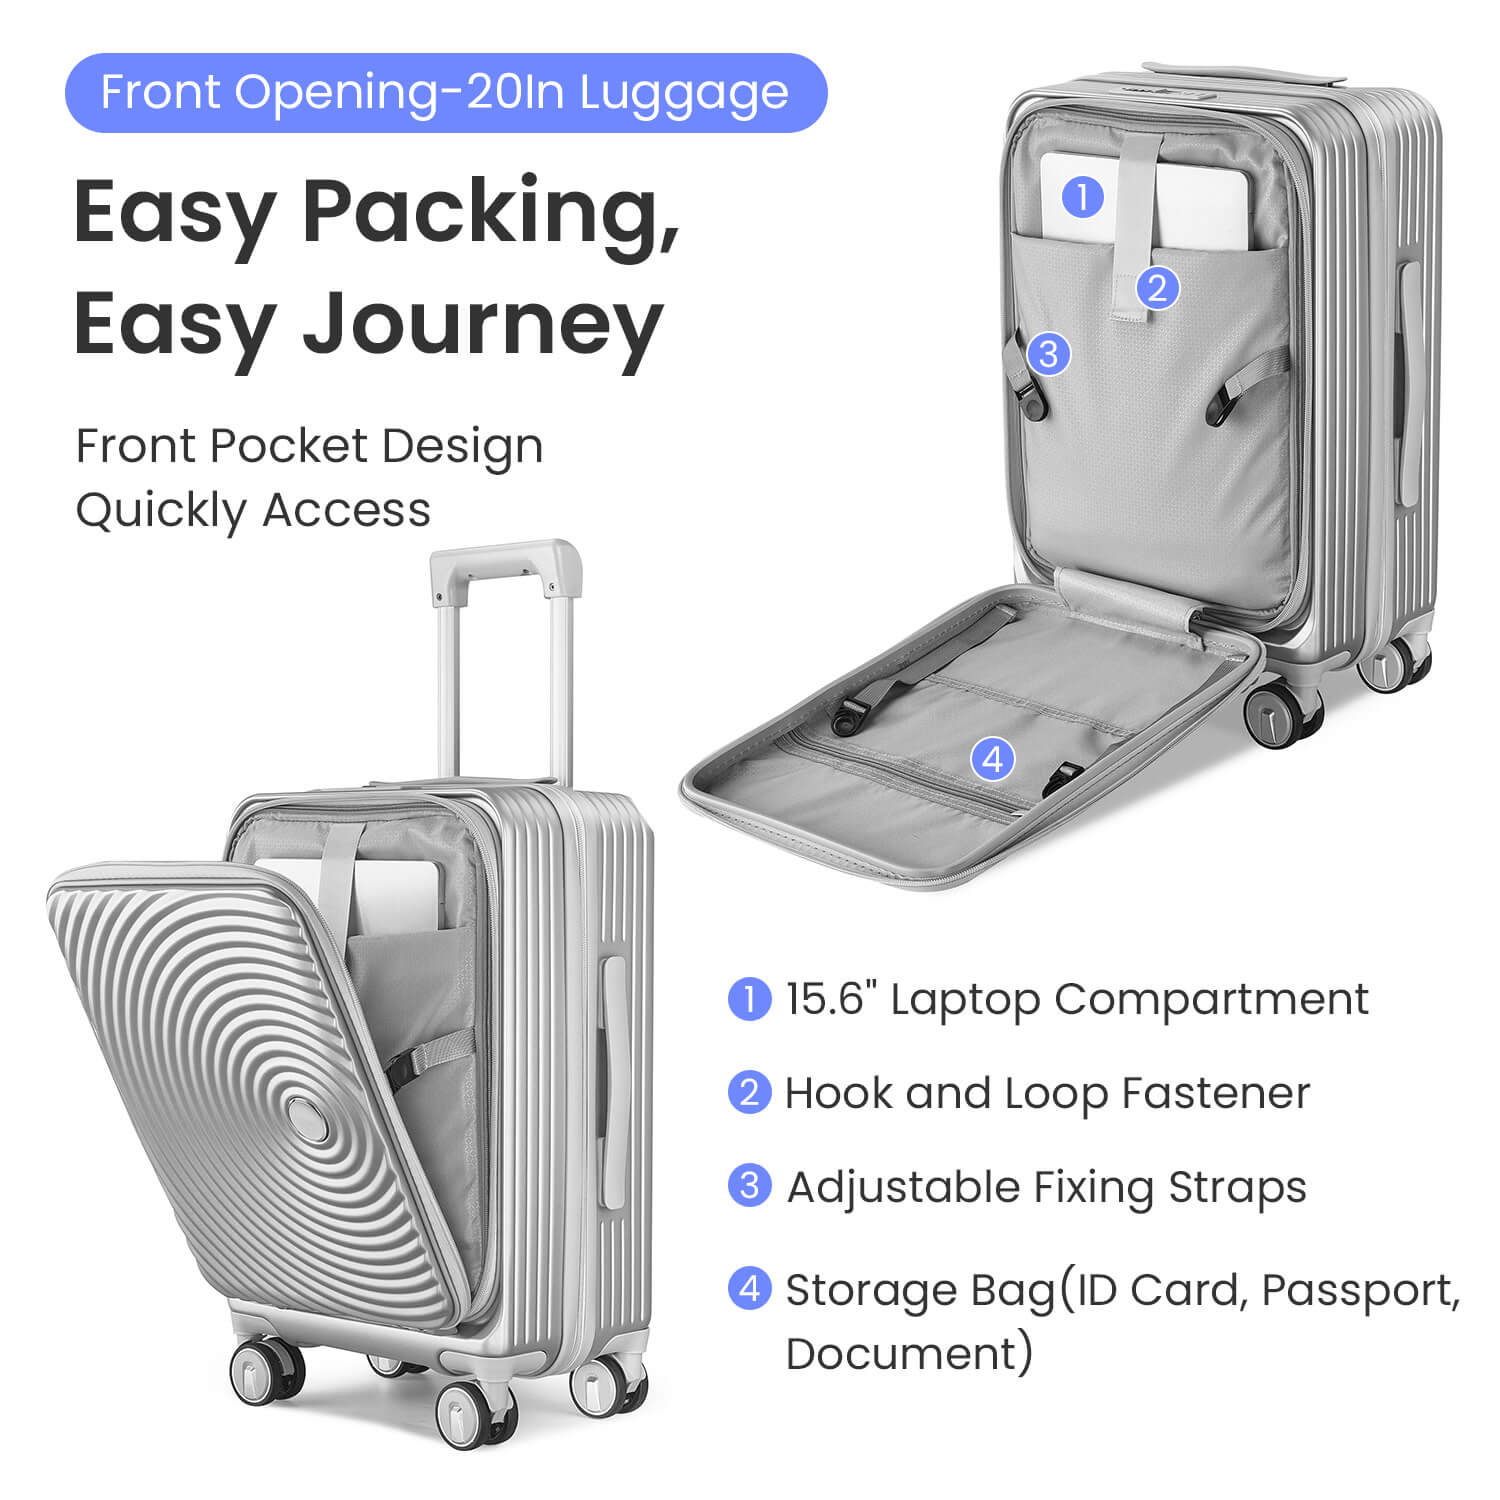 Front Opening-20In Luggage
Easy Packing,
Easy Journey
Front Pocket Design
Quickly Access
1
2
3
4
1 15.6" Laptop Compartment
2 Hook and Loop Fastener
3 Adjustable Fixing Straps
4 Storage Bag(ID Card, Passport,
Document)